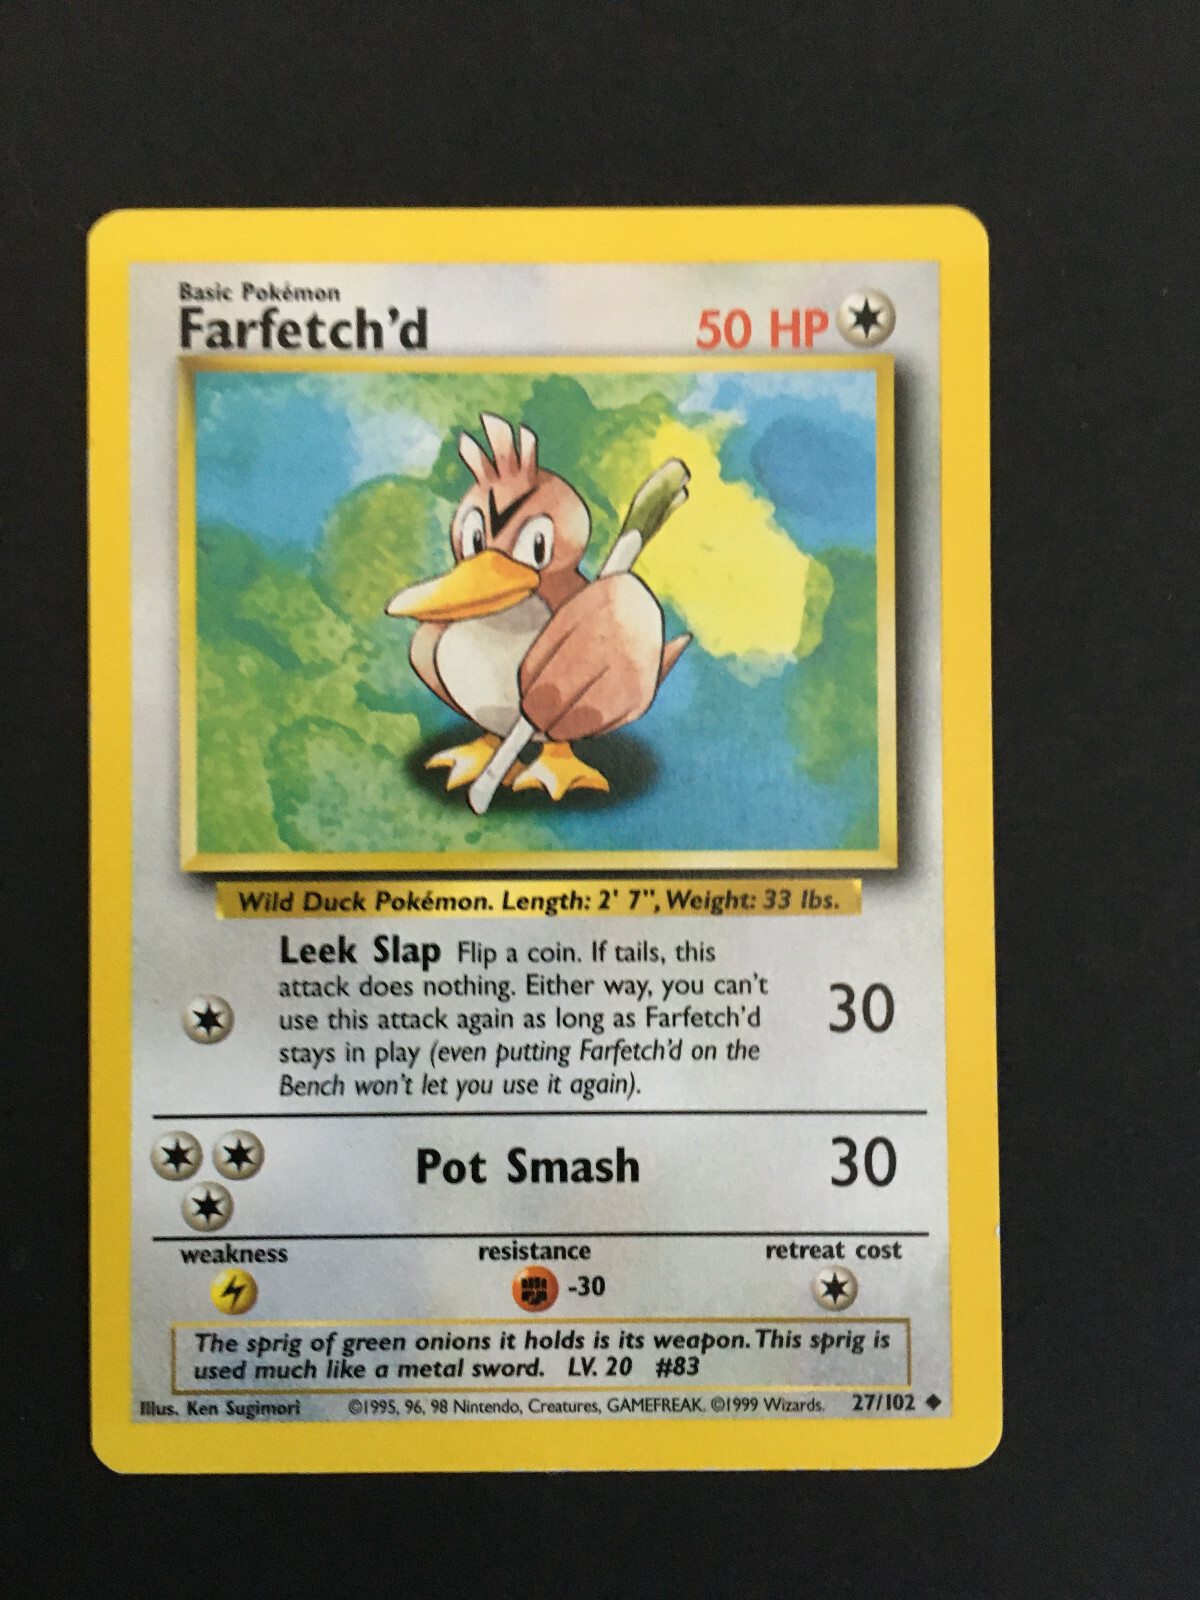 Basic Pokémon
Farfetch'd
50 HP
Wild Duck Pokémon. Length: 2' 7", Weight: 33 lbs.
Leek Slap Flip a coin. If tails, this
attack does nothing. Either way, you can't
use this attack again as long as Farfetch'd
stays in play (even putting Farfetch'd on the
Bench won't let you use it again).
30
Pot Smash
30
weakness
resistance
retreat cost
-30
The sprig of green onions it holds is its weapon. This sprig is
used much like a metal sword. LV. 20 #83
Illus. Ken Sugimori ©1995, 96, 98 Nintendo, Creatures, GAMEFREAK. ©1999 Wizards. 27/102